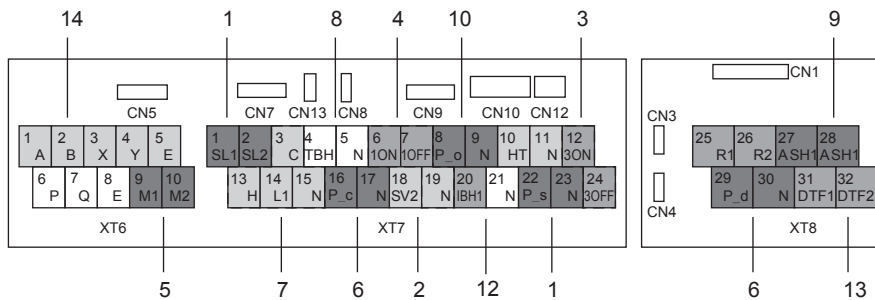 14 1 8 4 10 3 9
CN1
CN5 CN7 CN13 CN8 CN9 CN10 CN12 CN3
1 2 3 4 5 1 2 3 4 5 6 7 8 9 10 11 12 25 26 27 28
A B X Y E SL1 SL2 C TBH N 1ON 1OFF P_o N HT N 3ON R1 R2 ASH1 ASH1
6 7 8 9 10 13 14 15 16 17 18 19 20 21 22 23 24 29 30 31 32
P Q E M1 M2 H L1 N P_c N SV2 N IBH1 N P_s N 3OFF P_d N DTF1 DTF2
CN4
XT6 XT7 XT8
5 7 6 2 12 1 6 13